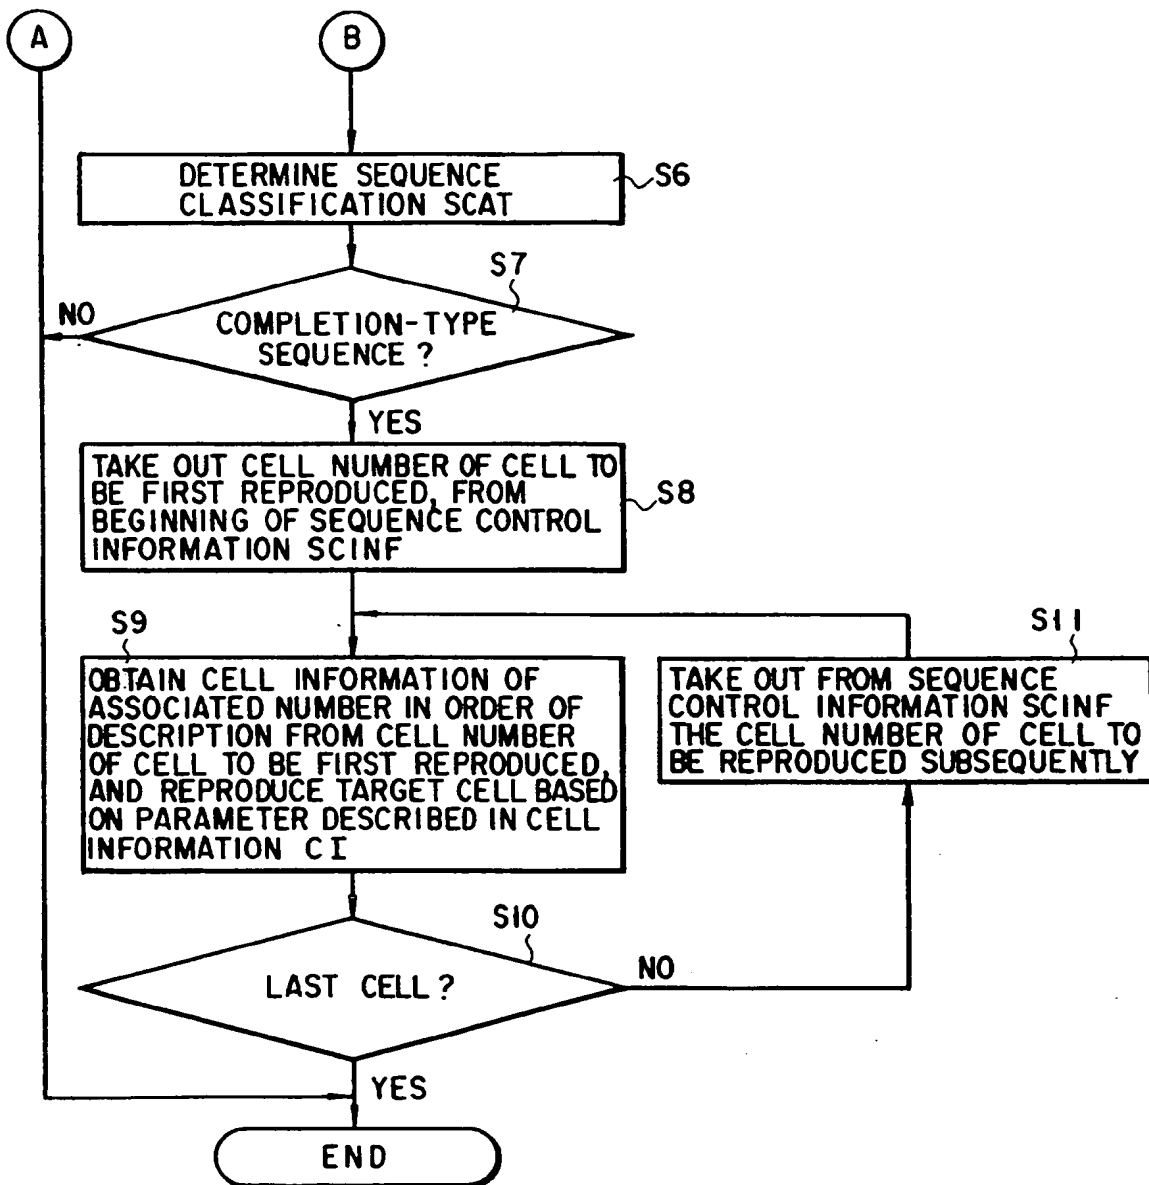 A
B
DETERMINE SEQUENCE
CLASSIFICATION SCAT
S6
S7
NO
COMPLETION-TYPE
SEQUENCE?
YES
TAKE OUT CELL NUMBER OF CELL TO
BE FIRST REPRODUCED, FROM
BEGINNING OF SEQUENCE CONTROL
INFORMATION SCINF
S8
S9
OBTAIN CELL INFORMATION OF
ASSOCIATED NUMBER IN ORDER OF
DESCRIPTION FROM CELL NUMBER
OF CELL TO BE FIRST REPRODUCED,
AND REPRODUCE TARGET CELL BASED
ON PARAMETER DESCRIBED IN CELL
INFORMATION CI
S11
TAKE OUT FROM SEQUENCE
CONTROL INFORMATION SCINF
THE CELL NUMBER OF CELL TO
BE REPRODUCED SUBSEQUENTLY
S10
LAST CELL?
NO
YES
END